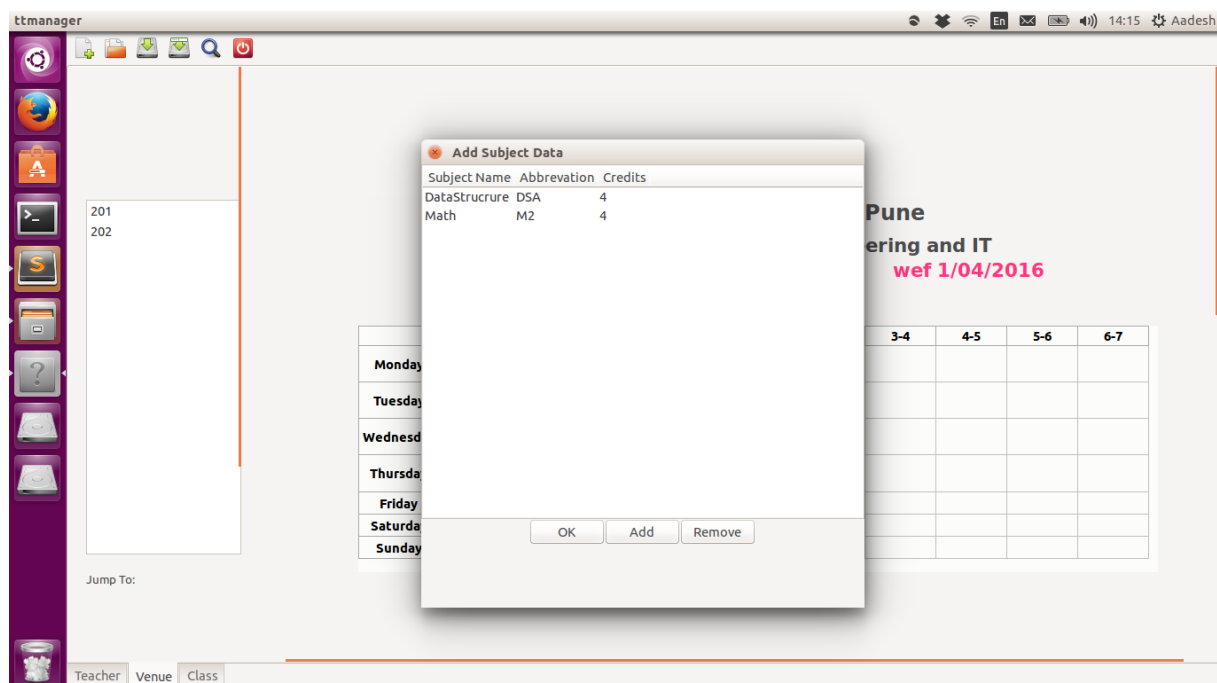 ttmanager
En
14:15
Aadesh
Add Subject Data
Subject Name Abbrevation Credits
DataStrucrure DSA 4
Math M2 4
201
202
Pune
ering and IT
wef 1/04/2016
3-4 4-5 5-6 6-7
Monday
Tuesday
Wednesd
Thursda
Friday
Saturda
Sunday
OK Add Remove
Jump To:
Teacher Venue Class